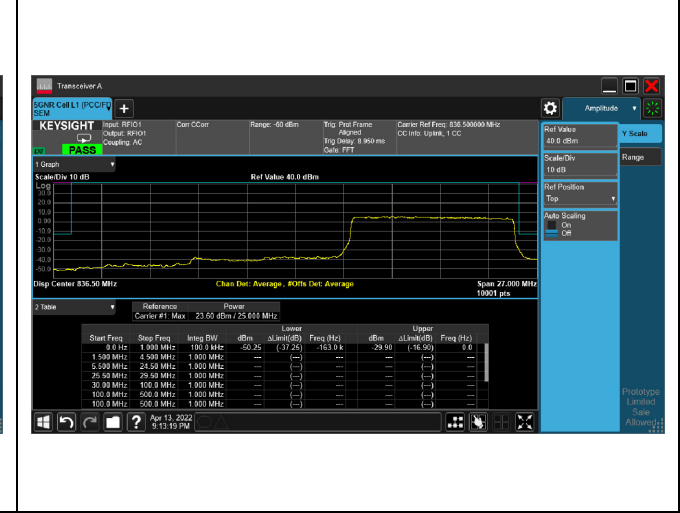 Transceiver A
5GNR Cell L1 (PCC/FD
SEM
+
Amplitude
KEYSIGHT
PASS
Input: RFIO1
Output: RFIO1
Coupling: AC
Corr CCorr
Range: -60 dBm
Trig: Prot Frame
Aligned
Trig Delay: 8.950 ms
Gate: FFT
Carrier Ref Freq: 836.500000 MHz
CC Info: Uplink, 1 CC
Ref Value
40.0 dBm
Y Scale
Scale/Div
10 dB
Range
Ref Position
Top
Auto Scaling
On
Off
1 Graph
Scale/Div 10 dB
Ref Value 40.0 dBm
Log
30.0
20.0
10.0
0.00
-10.0
-20.0
-30.0
-40.0
-50.0
Disp Center 836.50 MHz
Chan Det: Average, #Offs Det: Average
Span 27.000 MHz
10001 pts
2 Table
Reference Power
Carrier #1: Max 23.60 dBm / 25.000 MHz
Lower Upper
Start Freq Stop Freq Integ BW dBm ΔLimit(dB) Freq (Hz) dBm ΔLimit(dB) Freq (Hz)
0.0 Hz 1.000 MHz 100.0 kHz -50.25 (-37.25) -163.0 k -29.90 (-16.90) 0.0
1.500 MHz 4.500 MHz 1.000 MHz --- (---) --- --- (---) ---
5.500 MHz 24.50 MHz 1.000 MHz --- (---) --- --- (---) ---
25.50 MHz 29.50 MHz 1.000 MHz --- (---) --- --- (---) ---
30.00 MHz 100.0 MHz 1.000 MHz --- (---) --- --- (---) ---
100.0 MHz 500.0 MHz 1.000 MHz --- (---) --- --- (---) ---
100.0 MHz 500.0 MHz 1.000 MHz --- (---) --- --- (---) ---
Prototype
Limited
Sale
Allowed
?
Apr 13, 2022
9:13:19 PM